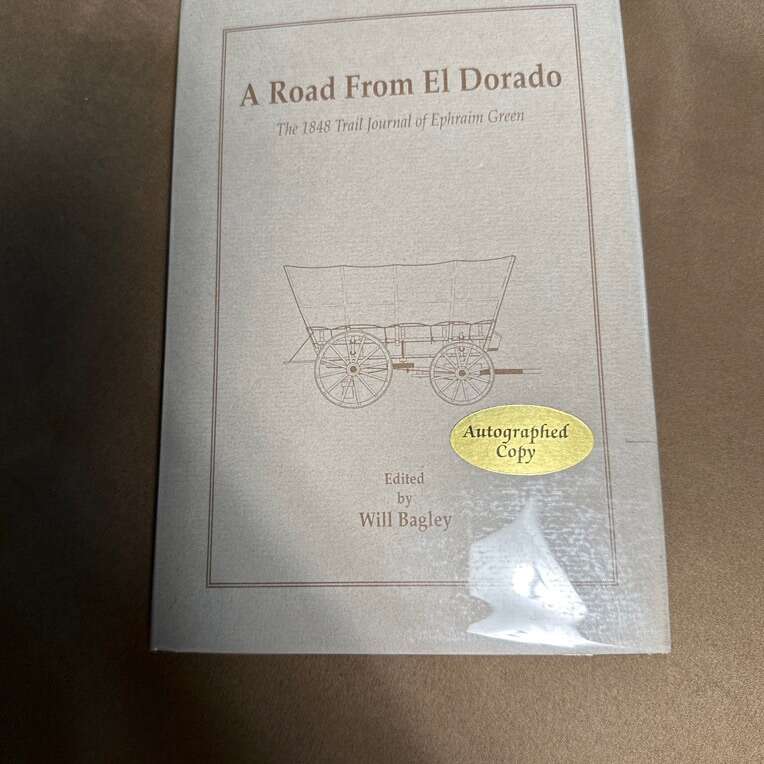 A Road From El Dorado
The 1848 Trail Journal of Ephraim Green
Autographed
Copy
Edited
by
Will Bagley